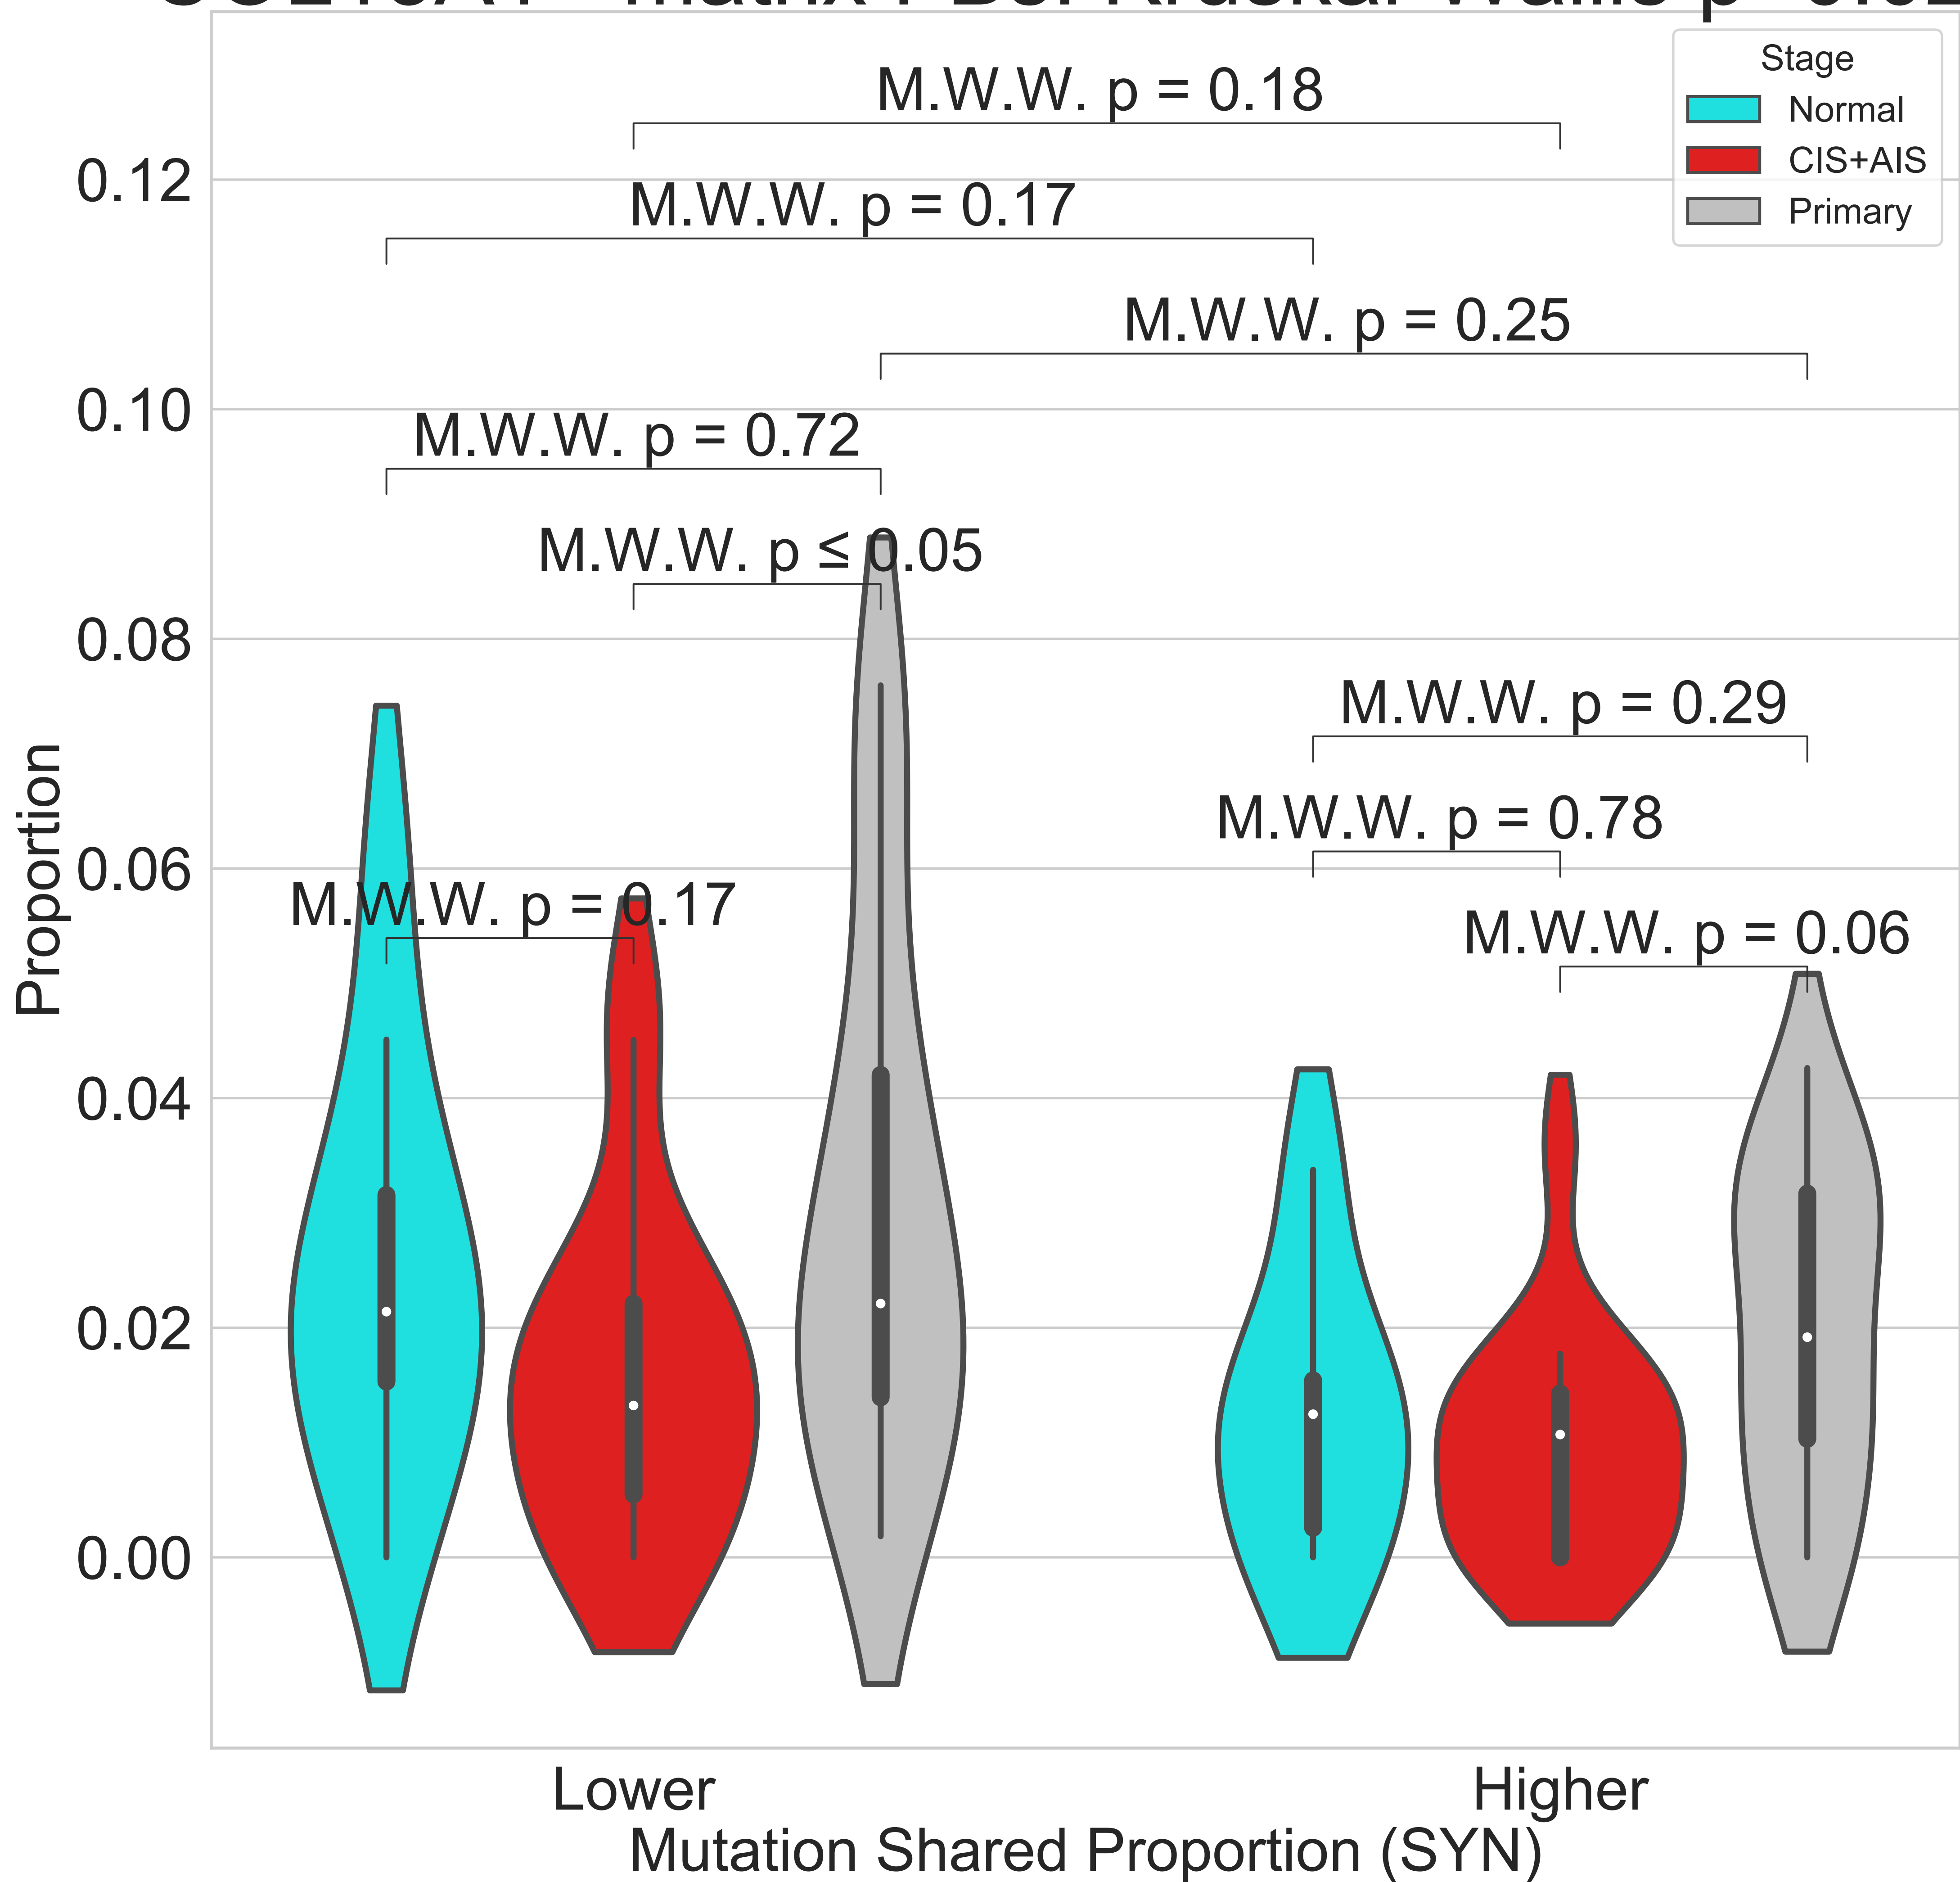 Stage
Normal
CIS+AIS
Primary
M.W.W. p = 0.18
M.W.W. p = 0.17
M.W.W. p = 0.25
M.W.W. p = 0.72
M.W.W. p ≤ 0.05
M.W.W. p = 0.29
M.W.W. p = 0.78
M.W.W. p = 0.17
M.W.W. p = 0.06
0.12
0.10
0.08
0.06
0.04
0.02
0.00
Proportion
Lower
Higher
Mutation Shared Proportion (SYN)